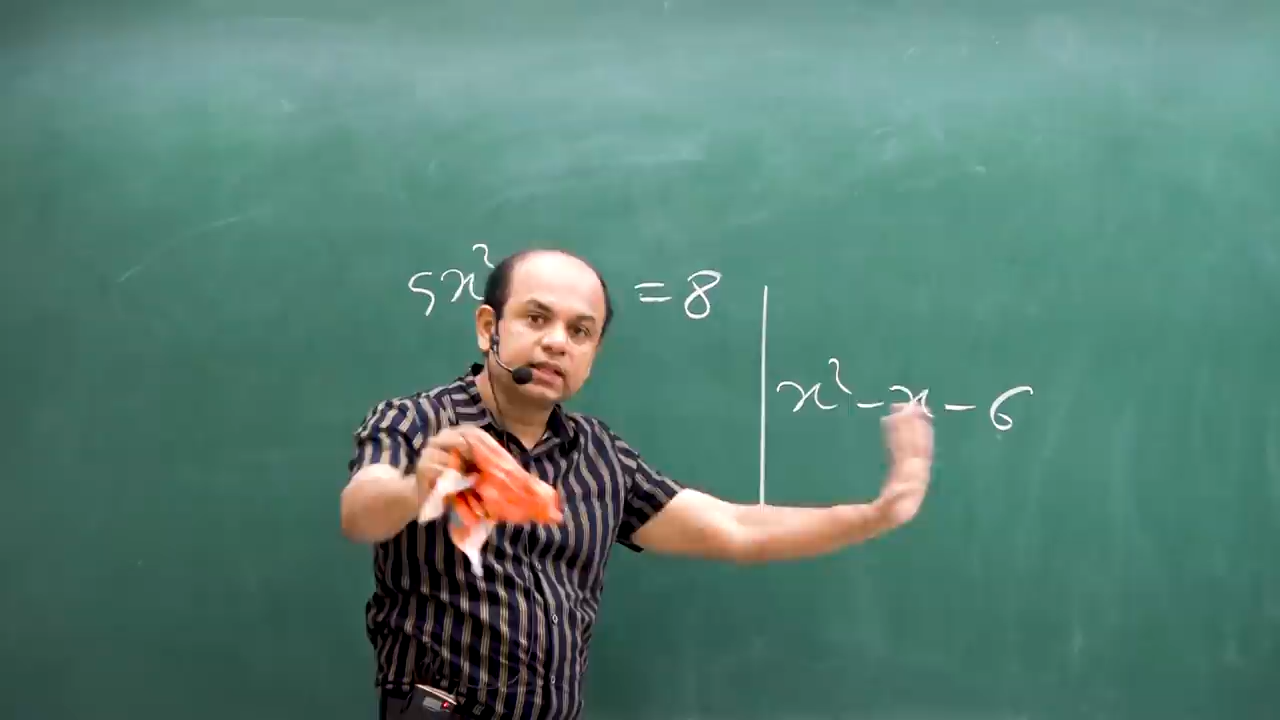 5x² = 8
x² - x - 6